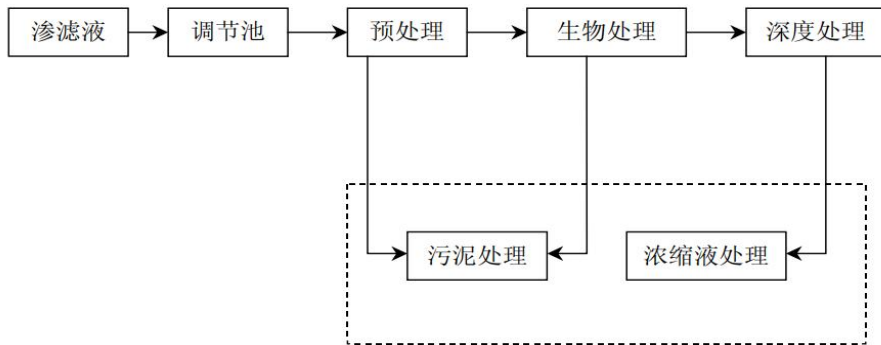 渗滤液
调节池
预处理
生物处理
深度处理
污泥处理
浓缩液处理